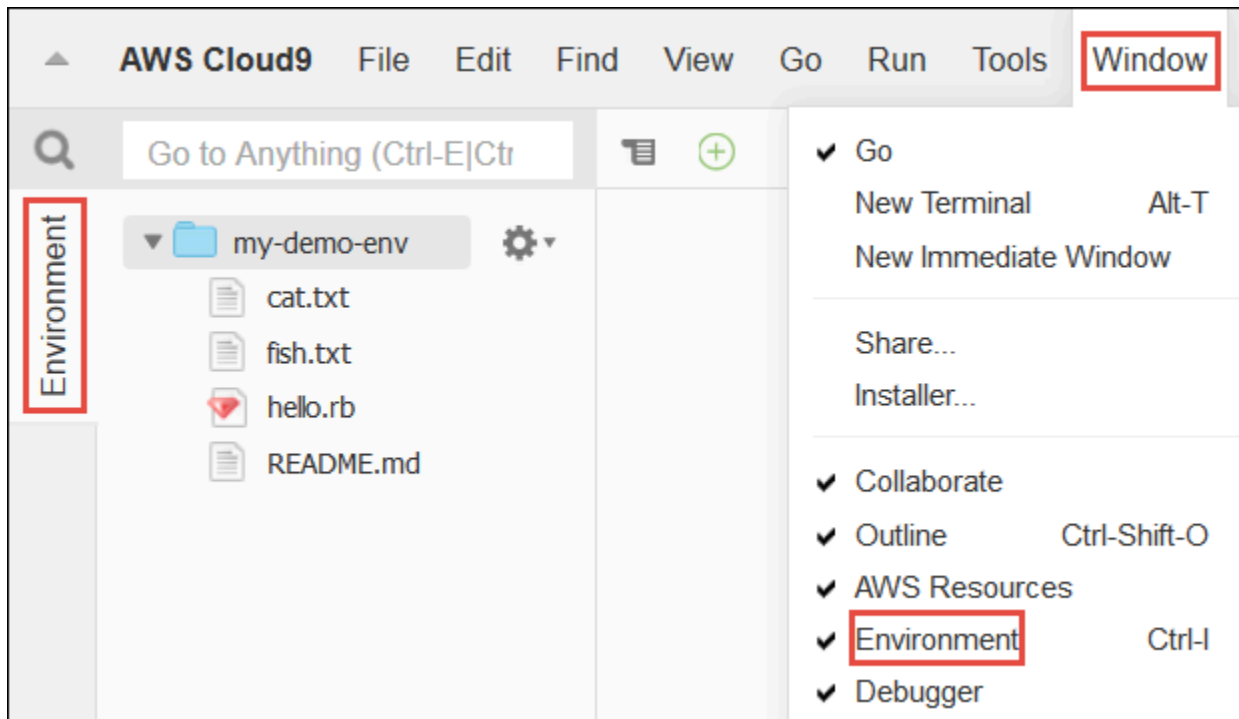 AWS Cloud9 File Edit Find View Go Run Tools Window
Go to Anything (Ctrl-E|Ctr
Environment
my-demo-env
cat.txt
fish.txt
hello.rb
README.md
Go
New Terminal Alt-T
New Immediate Window
Share...
Installer...
Collaborate
Outline Ctrl-Shift-O
AWS Resources
Environment Ctrl-I
Debugger